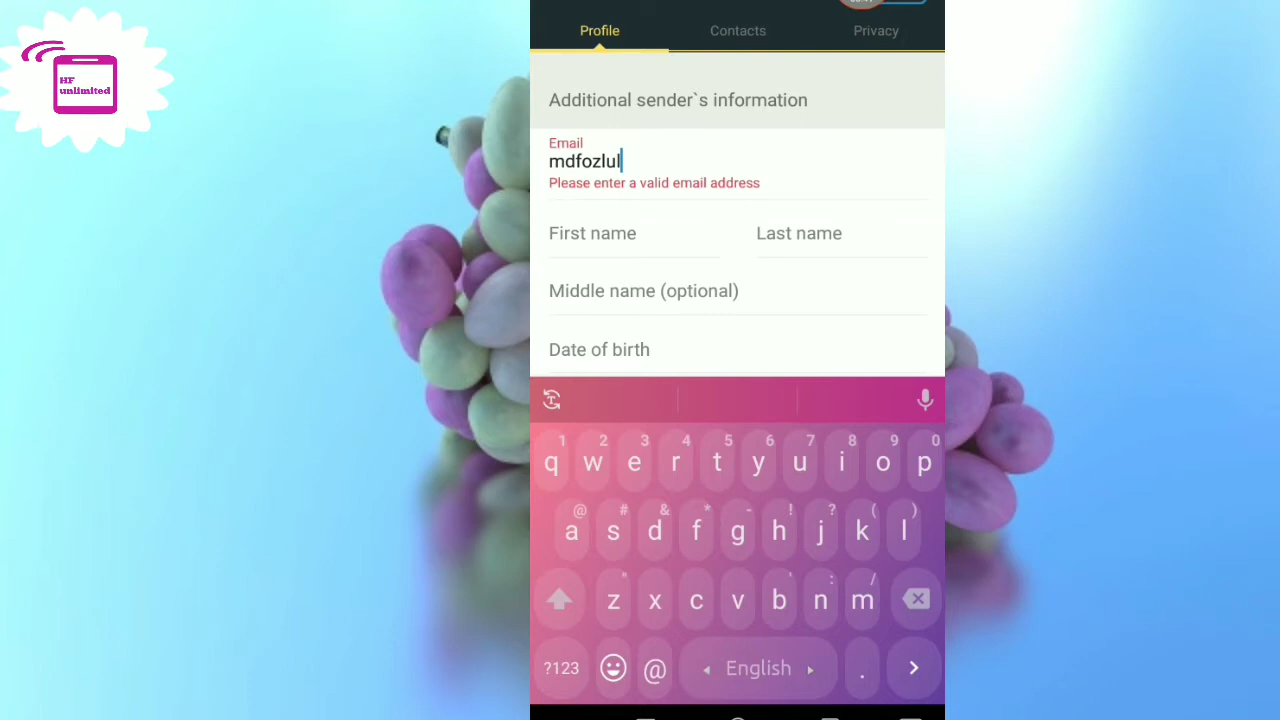 HF
unlimited
Profile Contacts Privacy
Additional sender`s information
Email
mdfozlul
Please enter a valid email address
First name Last name
Middle name (optional)
Date of birth
1 2 3 4 5 6 7 8 9 0
q w e r t y u i o p
@ # & * - ! ? ( )
a s d f g h j k l
" ' : /
z x c v b n m
?123 @ English . >